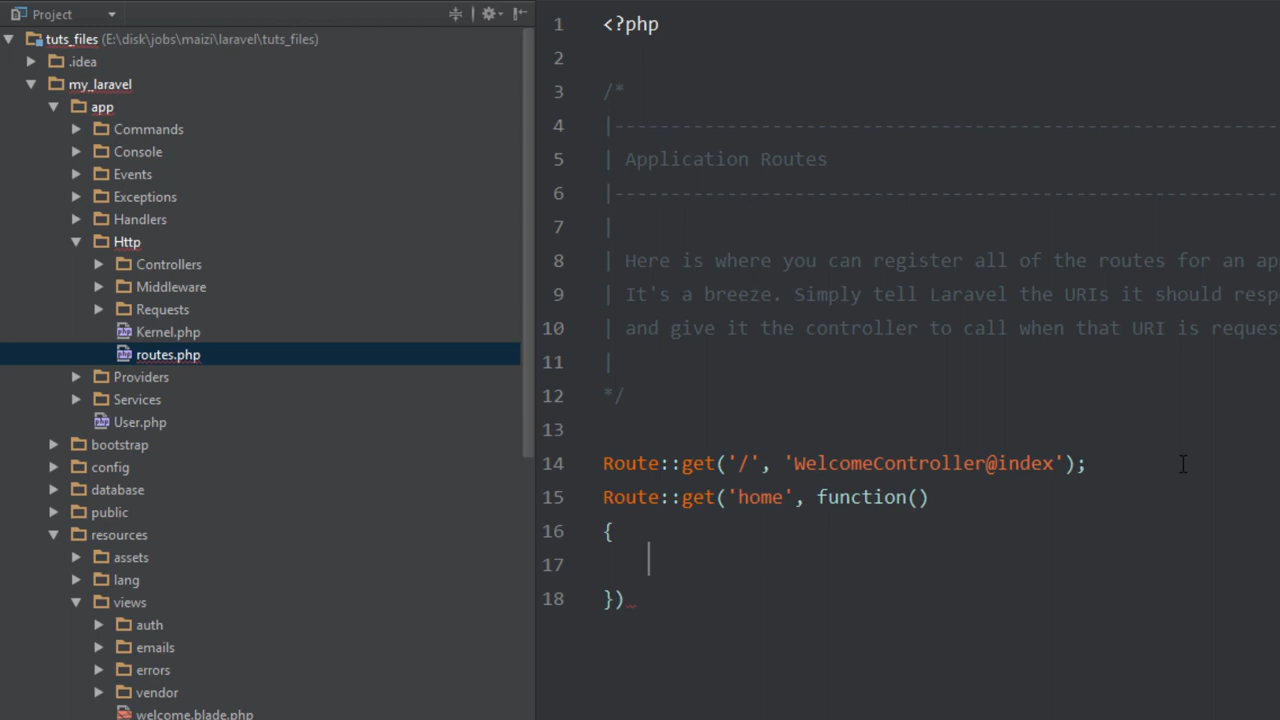 Project
tuts_files (E:\disk\jobs\maizi\laravel\tuts_files)
.idea
my_laravel
app
Commands
Console
Events
Exceptions
Handlers
Http
Controllers
Middleware
Requests
Kernel.php
routes.php
Providers
Services
User.php
bootstrap
config
database
public
resources
assets
lang
views
auth
emails
errors
vendor
welcome.blade.php
1 <?php
2
3 /*
4 |-----------------------------------------------------------
5 | Application Routes
6 |-----------------------------------------------------------
7 |
8 | Here is where you can register all of the routes for an ap
9 | It's a breeze. Simply tell Laravel the URIs it should resp
10 | and give it the controller to call when that URI is reques
11 |
12 */
13
14 Route::get('/', 'WelcomeController@index');
15 Route::get('home', function()
16 {
17
18 })